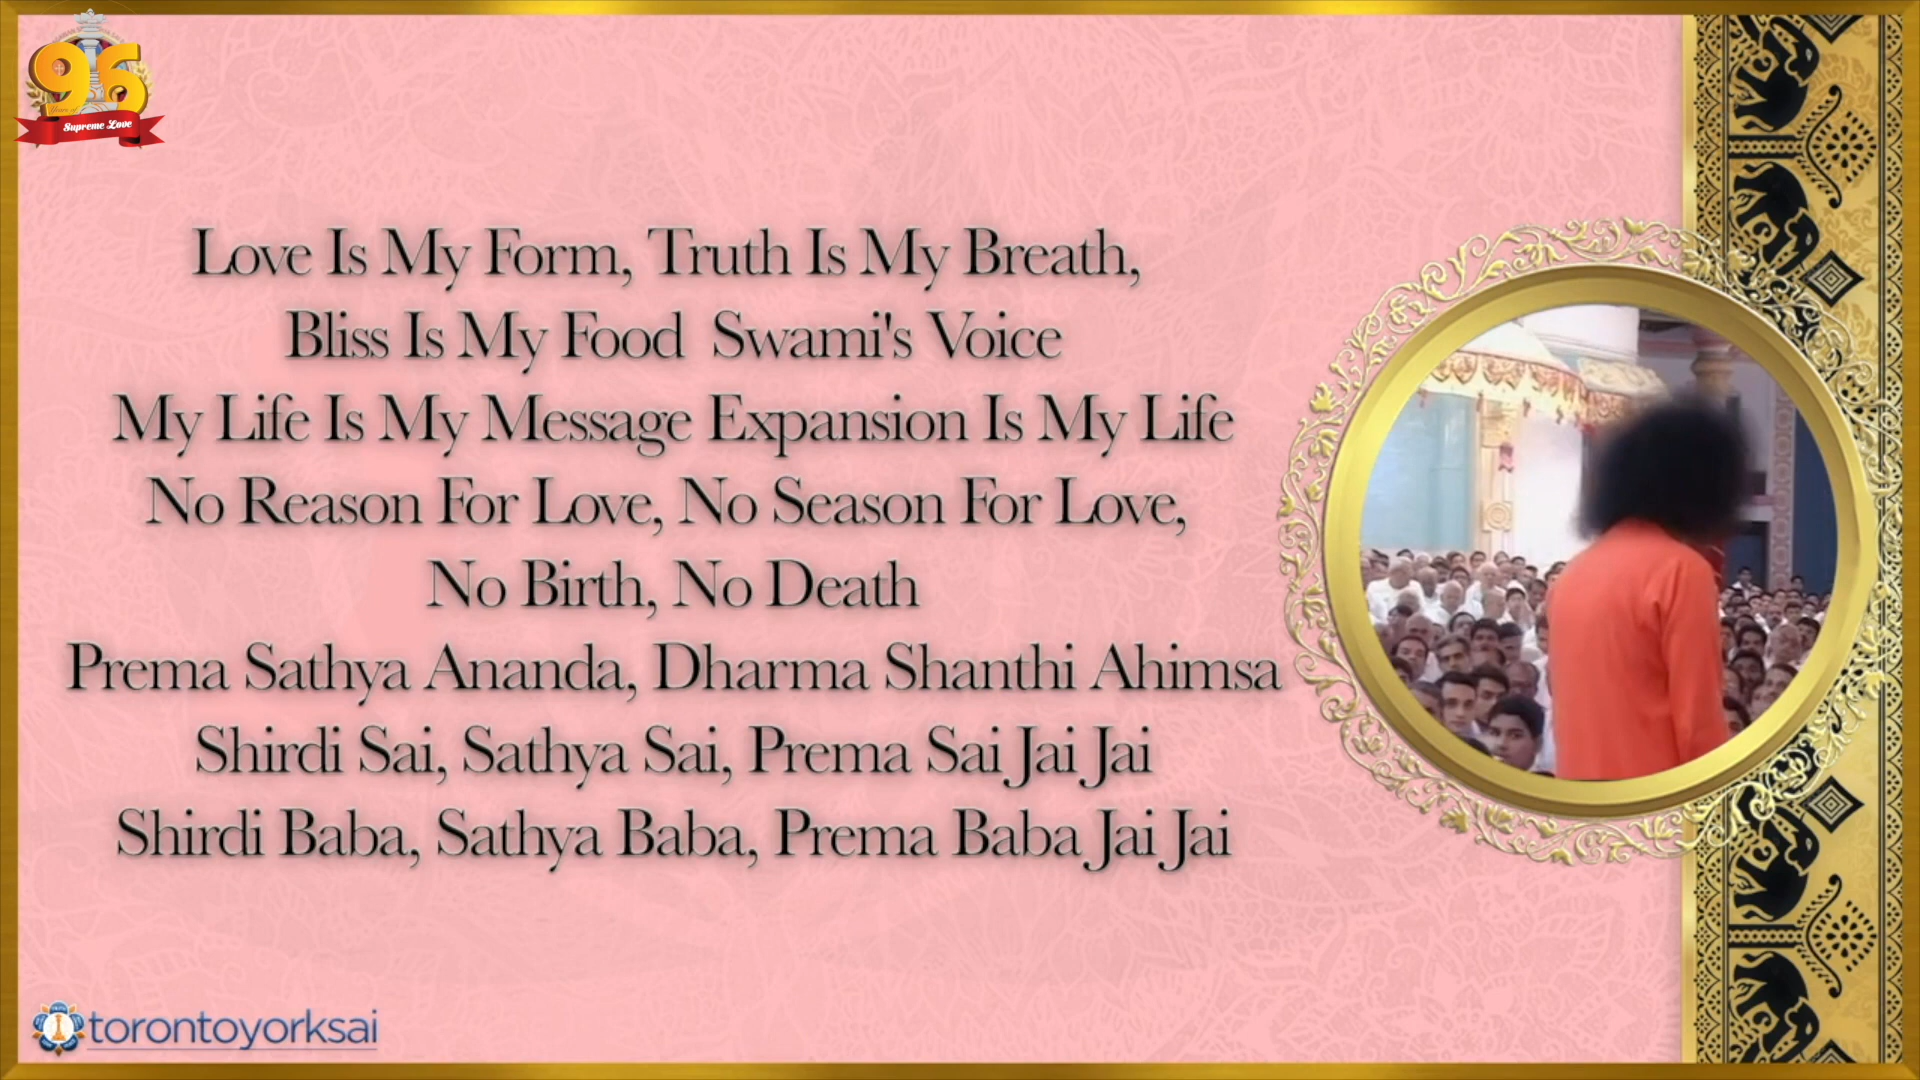 96
Years of
Supreme Love
Love Is My Form, Truth Is My Breath,
Bliss Is My Food  Swami's Voice
My Life Is My Message Expansion Is My Life
No Reason For Love, No Season For Love,
No Birth, No Death
Prema Sathya Ananda, Dharma Shanthi Ahimsa
Shirdi Sai, Sathya Sai, Prema Sai Jai Jai
Shirdi Baba, Sathya Baba, Prema Baba Jai Jai
torontoyorksai